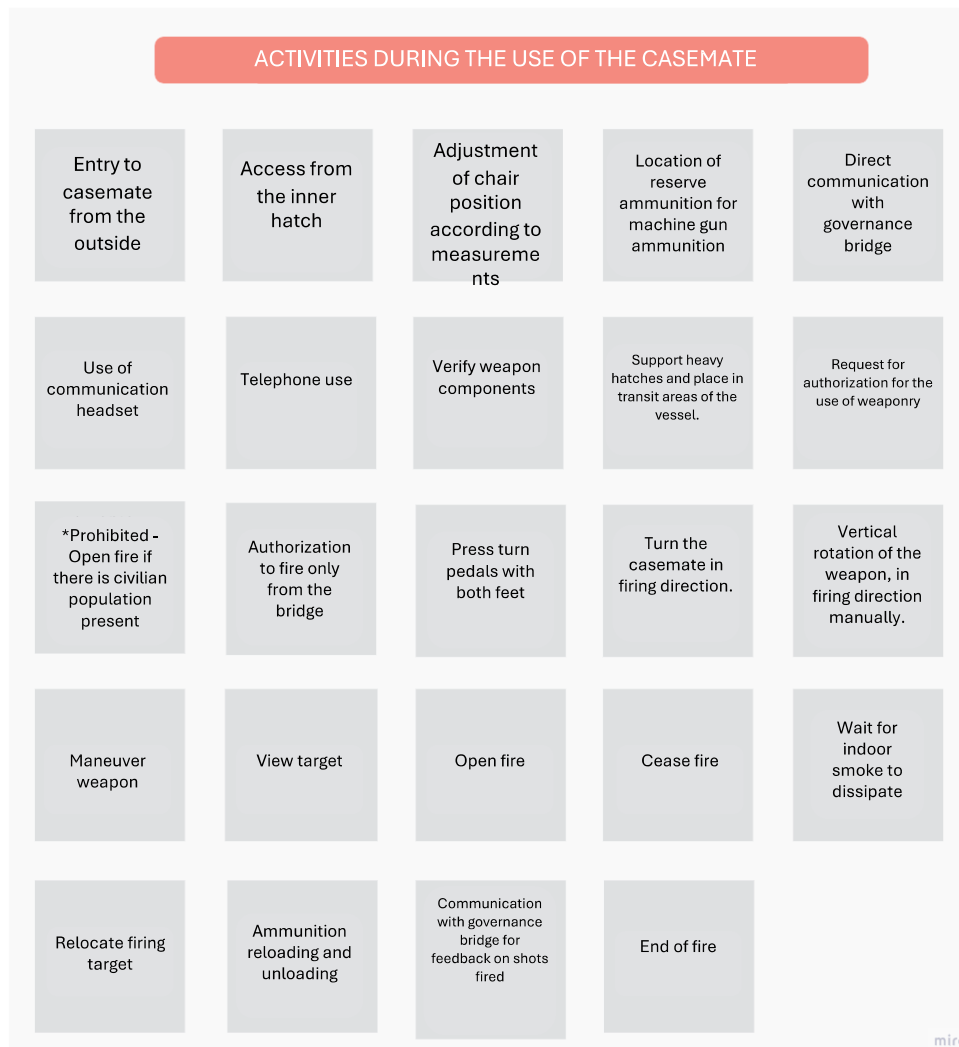 ACTIVITIES DURING THE USE OF THE CASEMATE
Entry to
casemate
from the
outside
Access from
the inner
hatch
Adjustment
of chair
position
according to
measureme
nts
Location of
reserve
ammunition for
machine gun
ammunition
Direct
communication
with
governance
bridge
Use of
communication
headset
Telephone use
Verify weapon
components
Support heavy
hatches and place in
transit areas of the
vessel.
Request for
authorization for the
use of weaponry
*Prohibited -
Open fire if
there is civilian
population
present
Authorization
to fire only
from the
bridge
Press turn
pedals with
both feet
Turn the
casemate in
firing direction.
Vertical
rotation of the
weapon, in
firing direction
manually.
Maneuver
weapon
View target
Open fire
Cease fire
Wait for
indoor
smoke to
dissipate
Relocate firing
target
Ammunition
reloading and
unloading
Communication
with governance
bridge for
feedback on shots
fired
End of fire